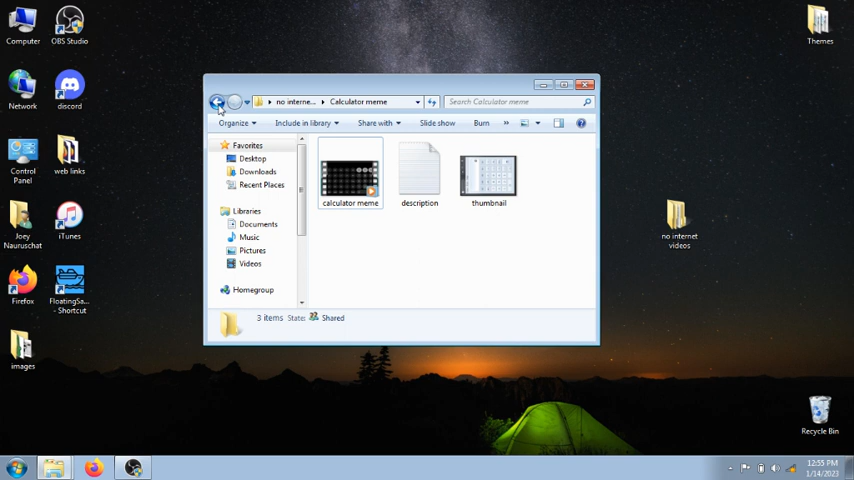 Computer
OBS Studio
Themes
Network
discord
no interne...
Calculator meme
Search Calculator meme
Organize
Include in library
Share with
Slide show
Burn
»
Favorites
Desktop
Downloads
Recent Places
Libraries
Documents
Music
Pictures
Videos
Homegroup
calculator meme
description
thumbnail
3 items State: Shared
Control
Panel
web links
Joey
Nauruschat
iTunes
no internet
videos
Firefox
FloatingSa...
- Shortcut
images
Recycle Bin
12:55 PM
1/14/2023